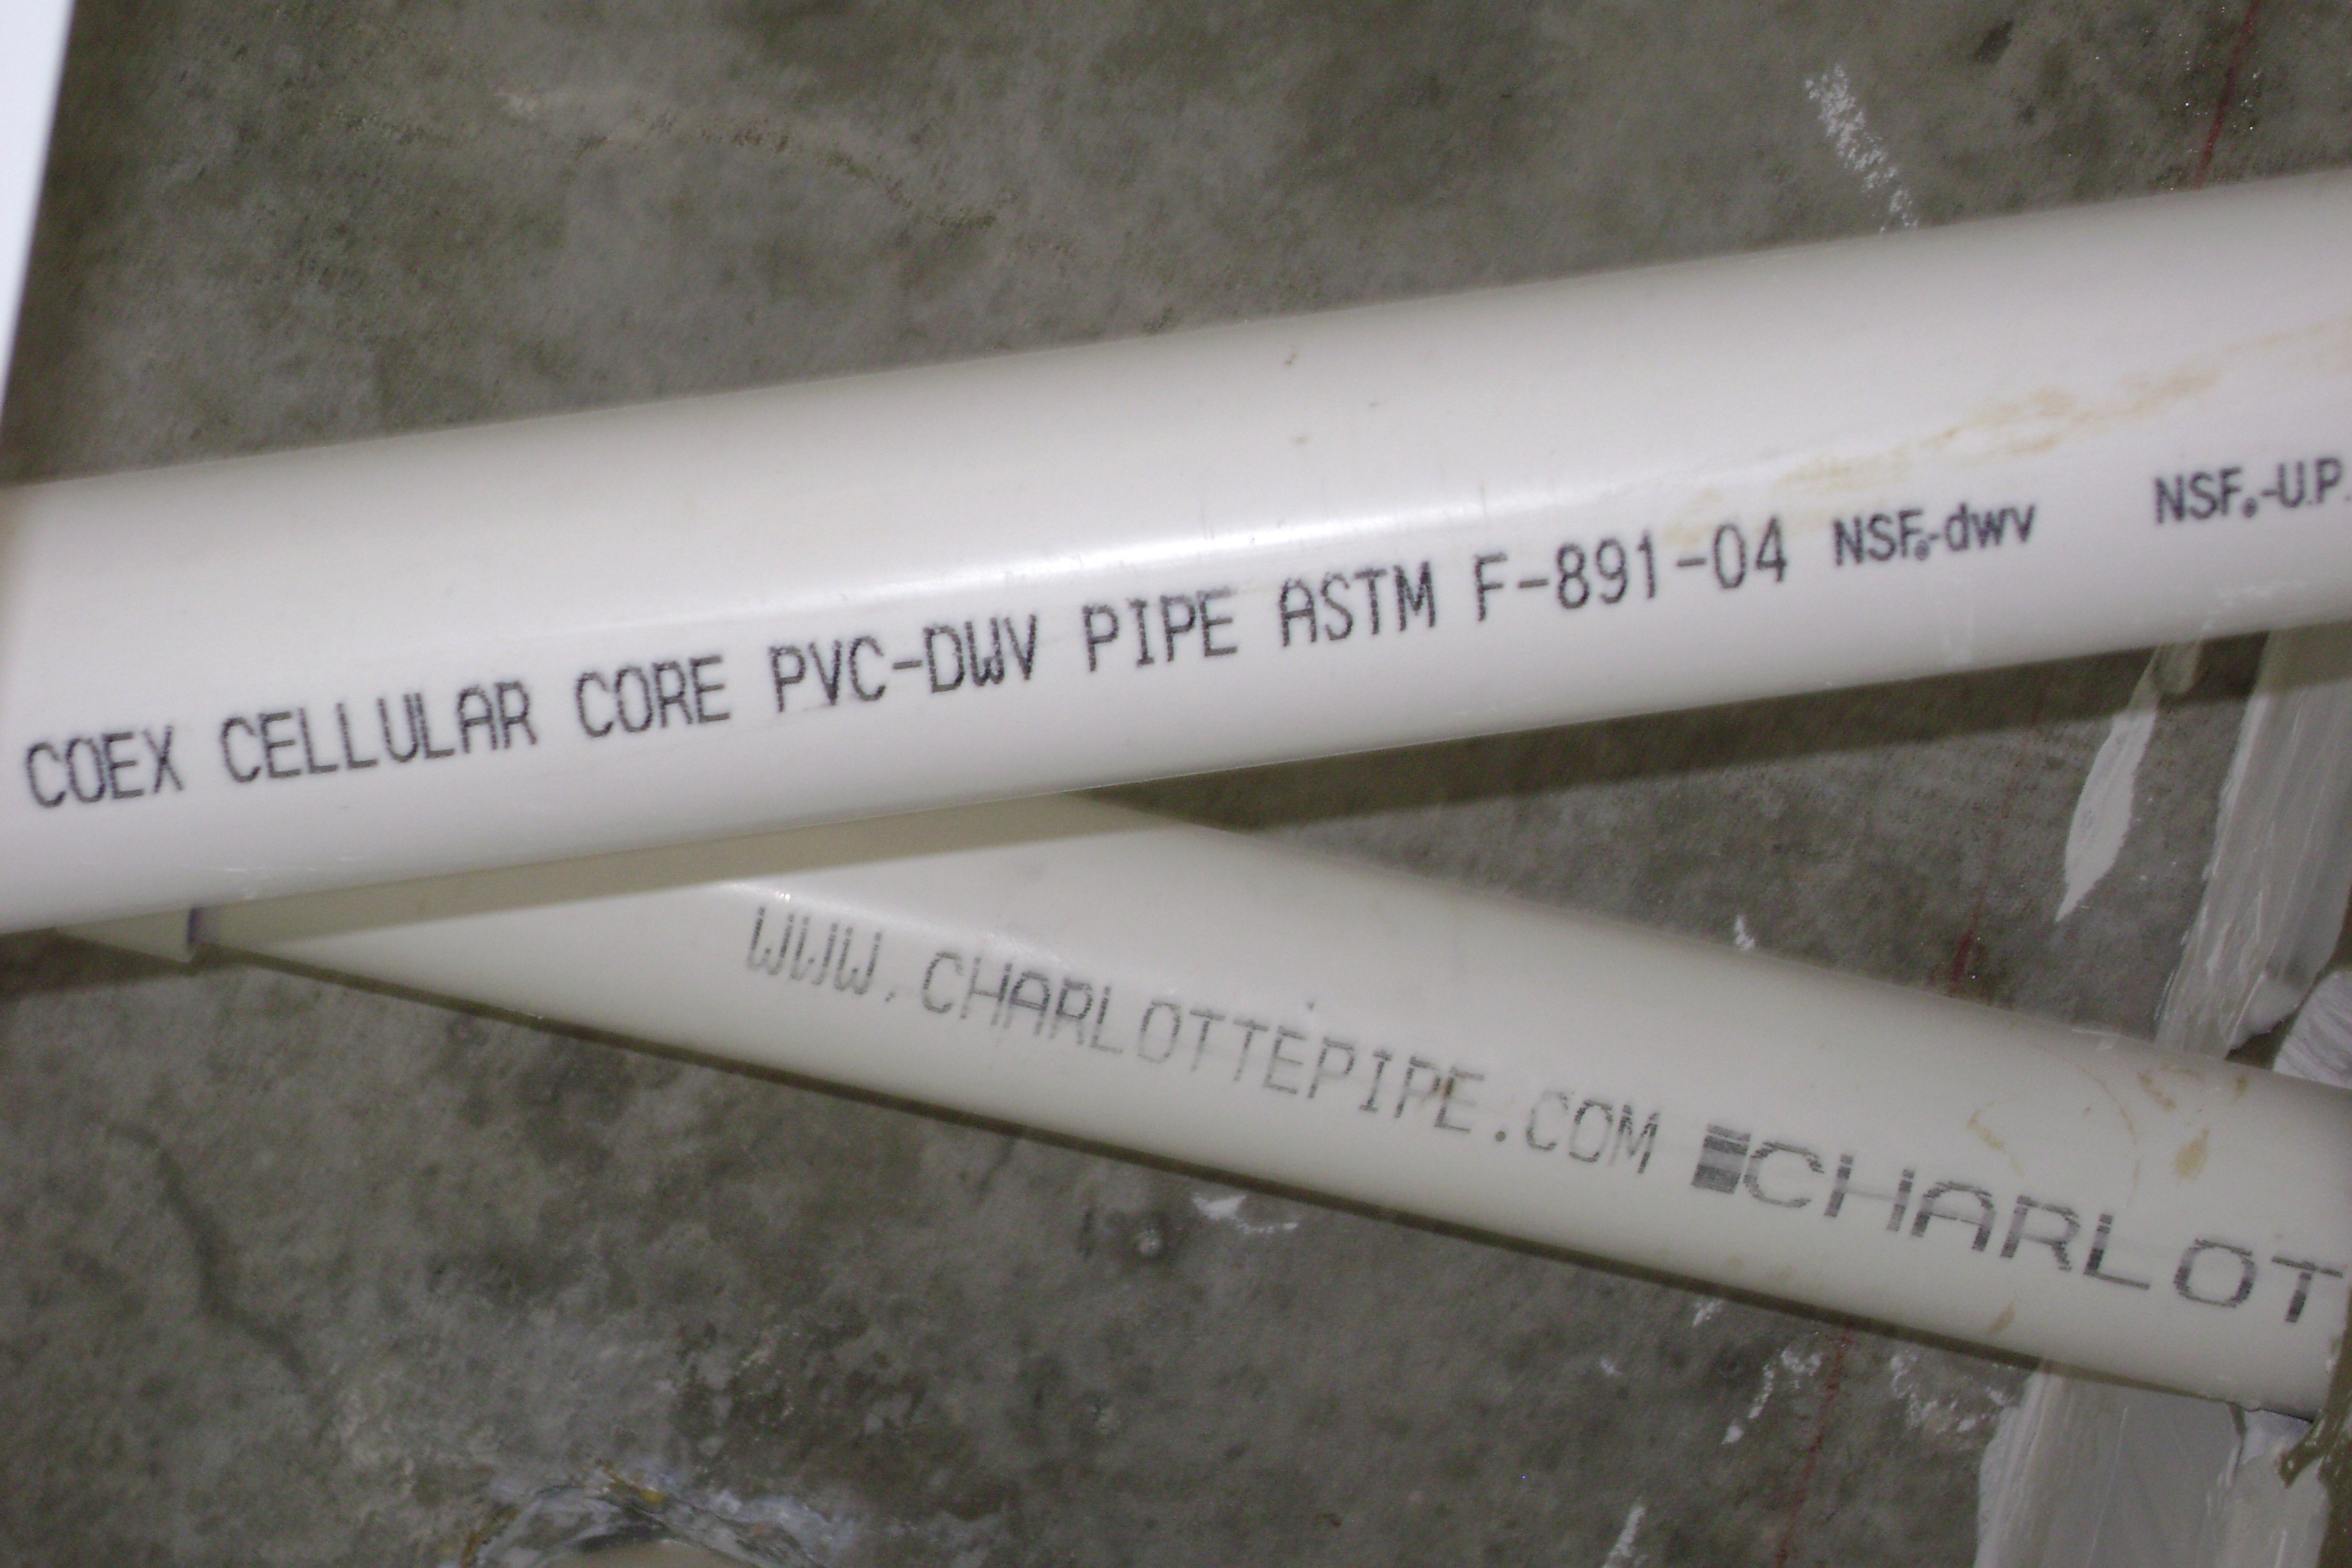 COEX CELLULAR CORE PVC-DWV PIPE ASTM F-891-04 NSF®-dwv NSF®-U.P.
WWW.CHARLOTTEPIPE.COM CHARLOT